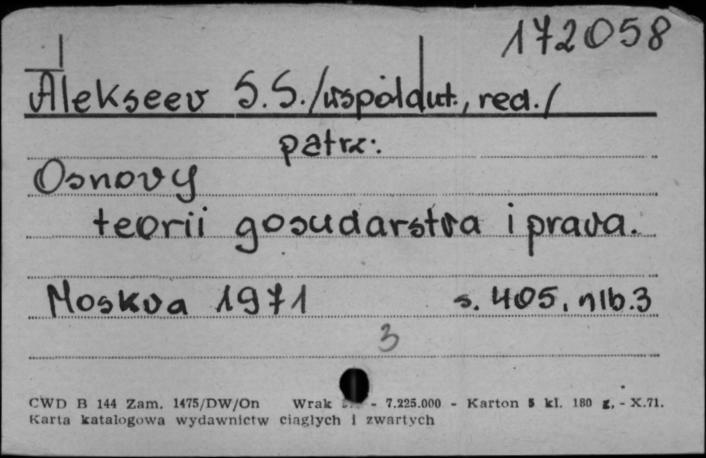 172058
Alekseev S.S./współaut., red./
patrz:
Osnovy
teorii gosudarstva i prava.
Moskva 1971 s. 405, nlb.3
3
CWD B 144 Zam. 1475/DW/On Wrak - 7.225.000 - Karton 5 kl. 180 g. - X.71.
Karta katalogowa wydawnictw ciągłych i zwartych